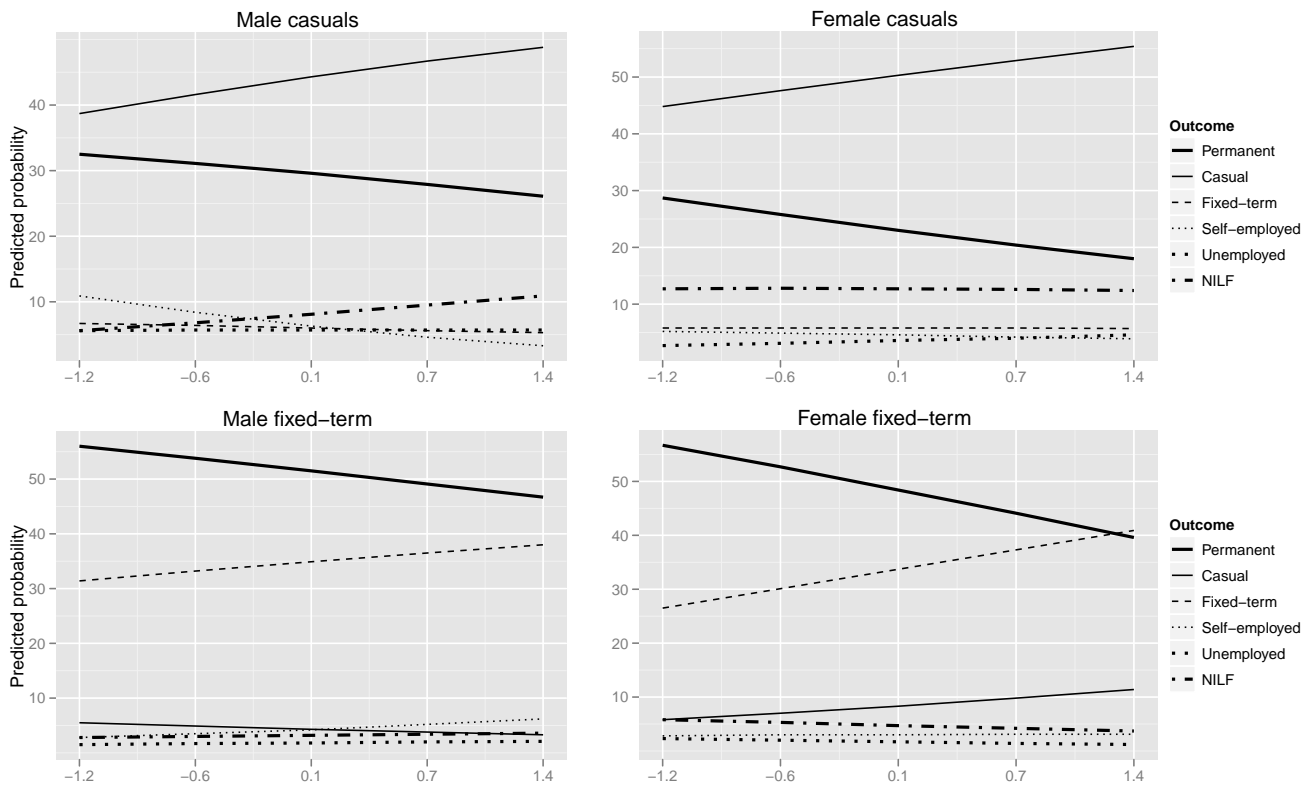 Male casuals
Predicted probability
40
30
20
10
−1.2 −0.6 0.1 0.7 1.4
Female casuals
50
40
30
20
10
−1.2 −0.6 0.1 0.7 1.4
Outcome
Permanent
Casual
Fixed−term
Self−employed
Unemployed
NILF
Male fixed−term
Predicted probability
50
40
30
20
10
−1.2 −0.6 0.1 0.7 1.4
Female fixed−term
50
40
30
20
10
−1.2 −0.6 0.1 0.7 1.4
Outcome
Permanent
Casual
Fixed−term
Self−employed
Unemployed
NILF